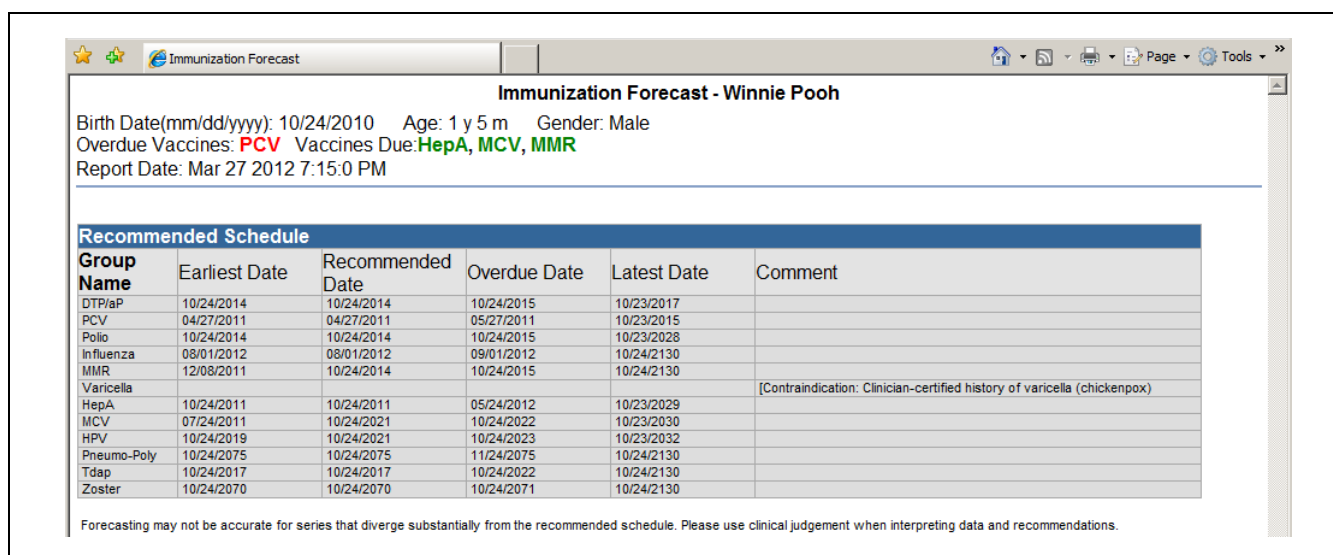 Immunization Forecast
Page Tools »
Immunization Forecast - Winnie Pooh
Birth Date(mm/dd/yyyy): 10/24/2010 Age: 1 y 5 m Gender: Male
Overdue Vaccines: PCV Vaccines Due:HepA, MCV, MMR
Report Date: Mar 27 2012 7:15:0 PM
Recommended Schedule
Group Name Earliest Date Recommended Date Overdue Date Latest Date Comment
DTP/aP 10/24/2014 10/24/2014 10/24/2015 10/23/2017
PCV 04/27/2011 04/27/2011 05/27/2011 10/23/2015
Polio 10/24/2014 10/24/2014 10/24/2015 10/23/2028
Influenza 08/01/2012 08/01/2012 09/01/2012 10/24/2130
MMR 12/08/2011 10/24/2014 10/24/2015 10/24/2130
Varicella [Contraindication: Clinician-certified history of varicella (chickenpox)
HepA 10/24/2011 10/24/2011 05/24/2012 10/23/2029
MCV 07/24/2011 10/24/2021 10/24/2022 10/23/2030
HPV 10/24/2019 10/24/2021 10/24/2023 10/23/2032
Pneumo-Poly 10/24/2075 10/24/2075 11/24/2075 10/24/2130
Tdap 10/24/2017 10/24/2017 10/24/2022 10/24/2130
Zoster 10/24/2070 10/24/2070 10/24/2071 10/24/2130
Forecasting may not be accurate for series that diverge substantially from the recommended schedule. Please use clinical judgement when interpreting data and recommendations.